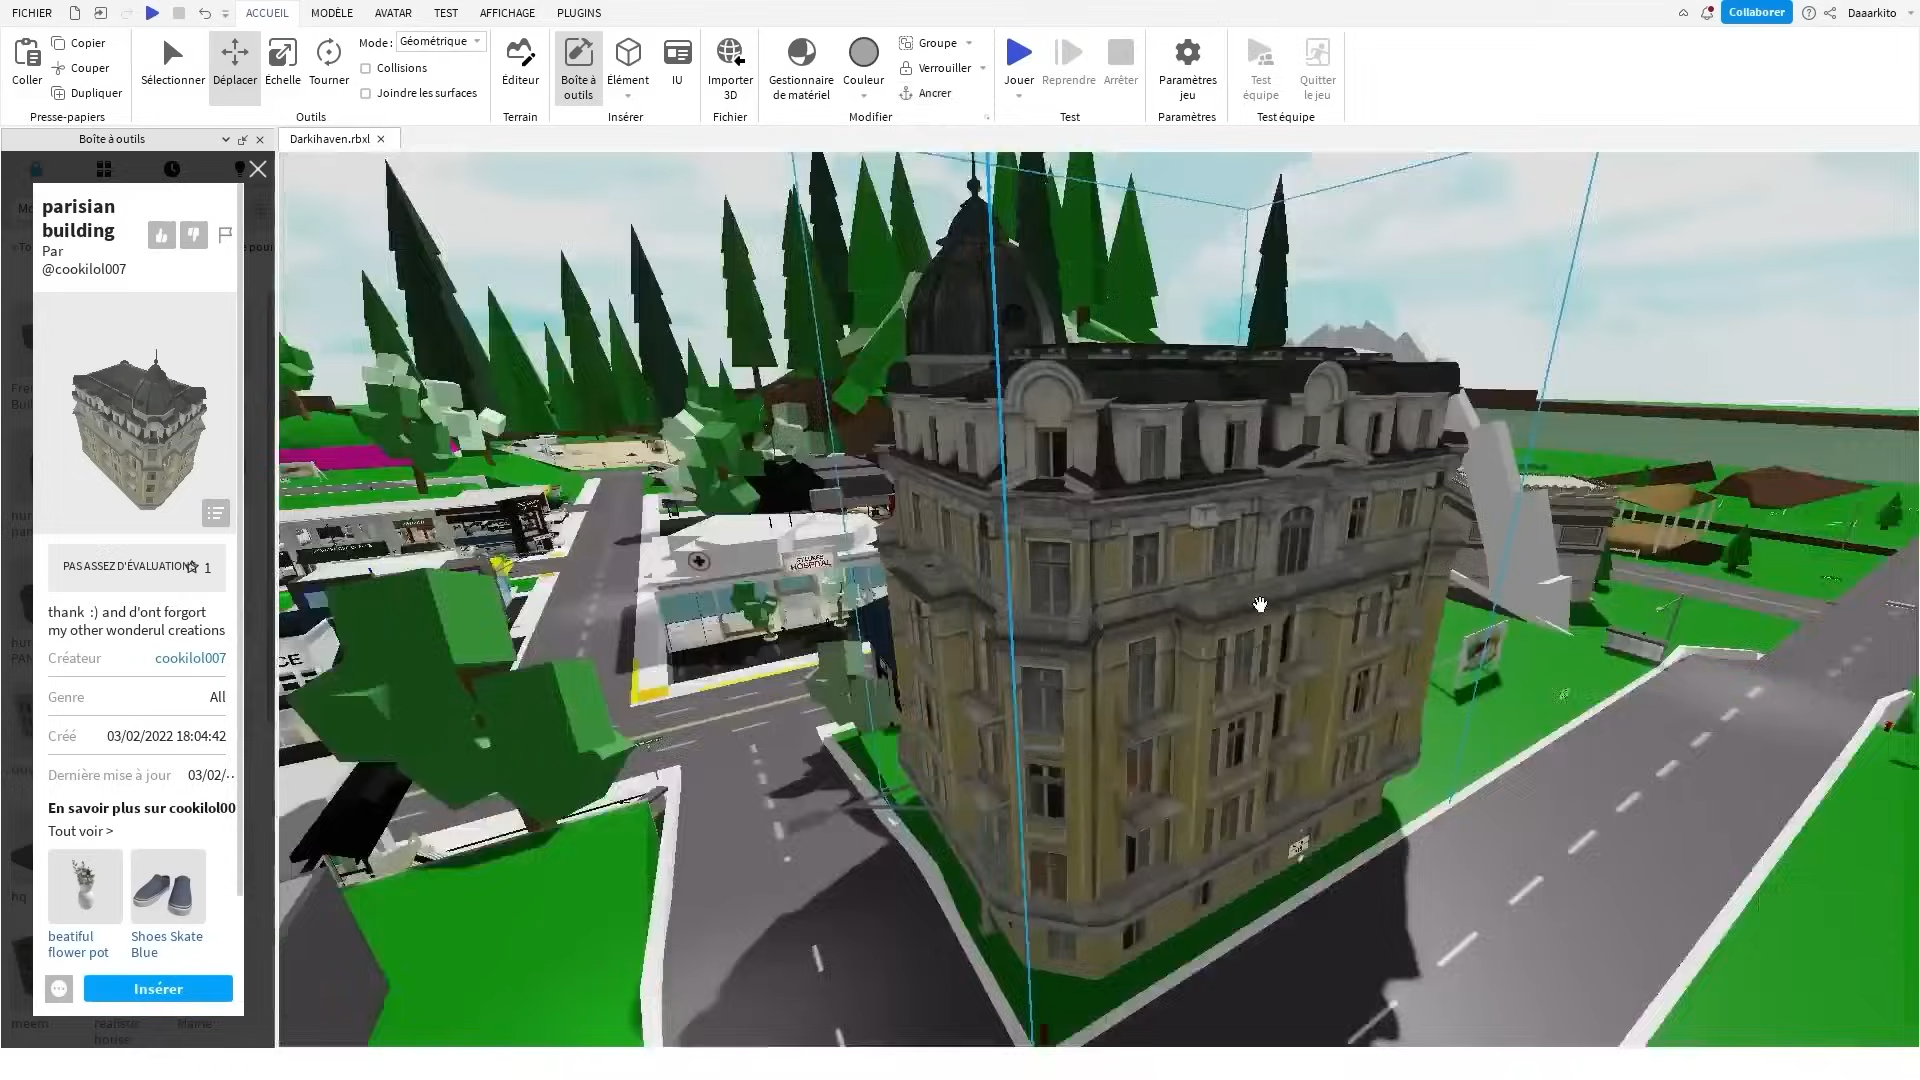 FICHIER ACCUEIL MODÈLE AVATAR TEST AFFICHAGE PLUGINS Collaborer Daaarkito
Coller
Copier
Couper
Dupliquer
Presse-papiers
Sélectionner
Déplacer
Échelle
Tourner
Mode : Géométrique
Collisions
Joindre les surfaces
Outils
Éditeur
Terrain
Boîte à
outils
Élément
IU
Insérer
Importer
3D
Fichier
Gestionnaire
de matériel
Couleur
Groupe
Verrouiller
Ancrer
Modifier
Jouer
Reprendre
Arrêter
Test
Paramètres
jeu
Paramètres
Test
équipe
Quitter
le jeu
Test équipe
Boîte à outils
Darkihaven.rbxl
parisian
building
Par
@cookilol007
PAS ASSEZ D'ÉVALUATION
1
thank :) and d'ont forgort
my other wonderul creations
Créateur cookilol007
Genre All
Créé 03/02/2022 18:04:42
Dernière mise à jour 03/02/..
En savoir plus sur cookilol00
Tout voir >
beatiful
flower pot
Shoes Skate
Blue
Insérer
realistic
house
Mairie
HOSPITAL